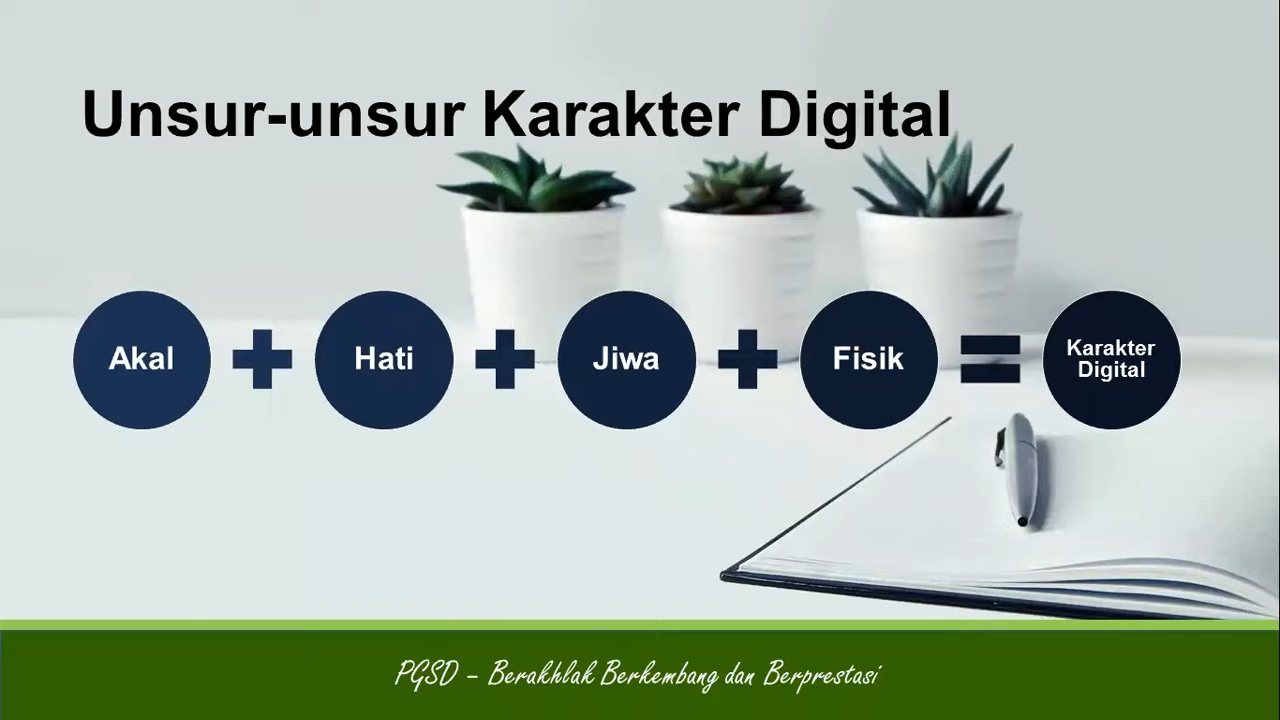 Unsur-unsur Karakter Digital
Akal + Hati + Jiwa + Fisik = Karakter
Digital
PGSD – Berakhlak Berkembang dan Berprestasi